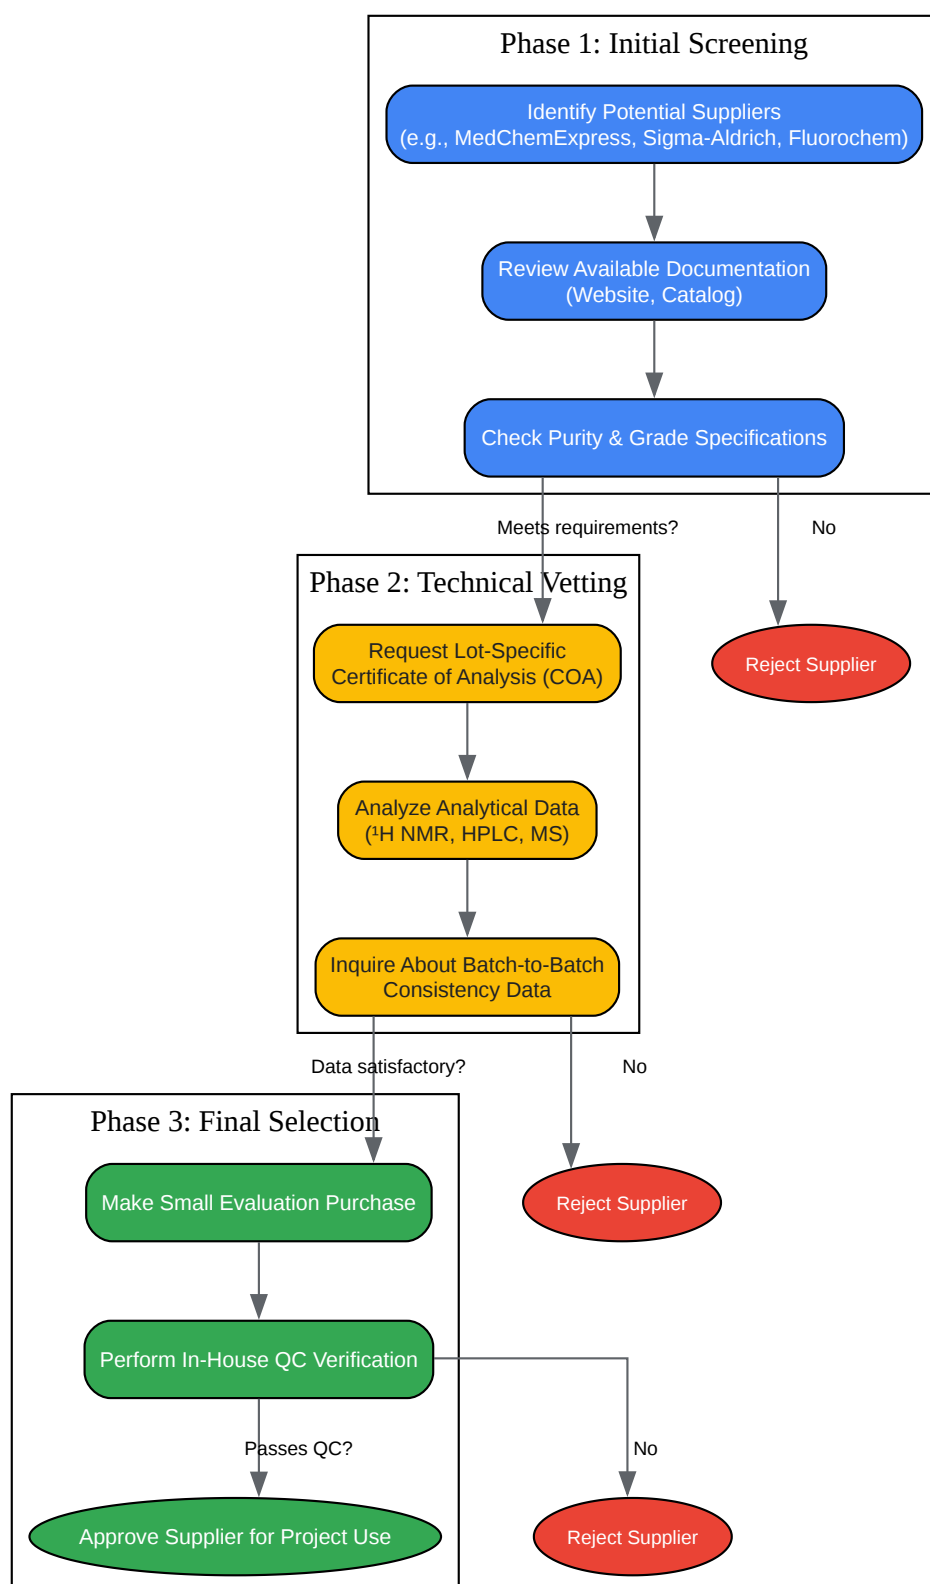 Phase 1: Initial Screening
Identify Potential Suppliers
(e.g., MedChemExpress, Sigma-Aldrich, Fluorochem)
Review Available Documentation
(Website, Catalog)
Check Purity & Grade Specifications
Meets requirements?
No
Phase 2: Technical Vetting
Request Lot-Specific
Certificate of Analysis (COA)
Reject Supplier
Analyze Analytical Data
(¹H NMR, HPLC, MS)
Inquire About Batch-to-Batch
Consistency Data
Data satisfactory?
No
Phase 3: Final Selection
Make Small Evaluation Purchase
Reject Supplier
Perform In-House QC Verification
Passes QC?
No
Approve Supplier for Project Use
Reject Supplier